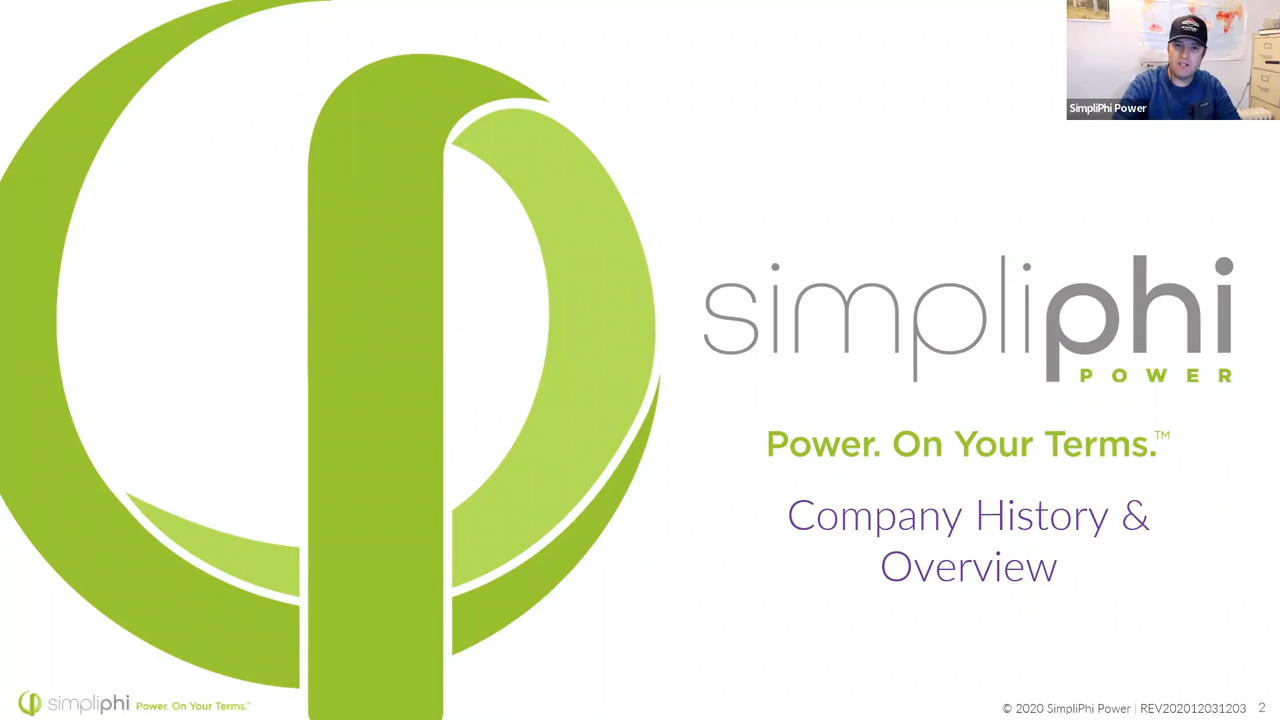 SimpliPhi Power
simpliphi
POWER
Power. On Your Terms.™
Company History &
Overview
simpliphi Power. On Your Terms.™
© 2020 SimpliPhi Power | REV202012031203 2